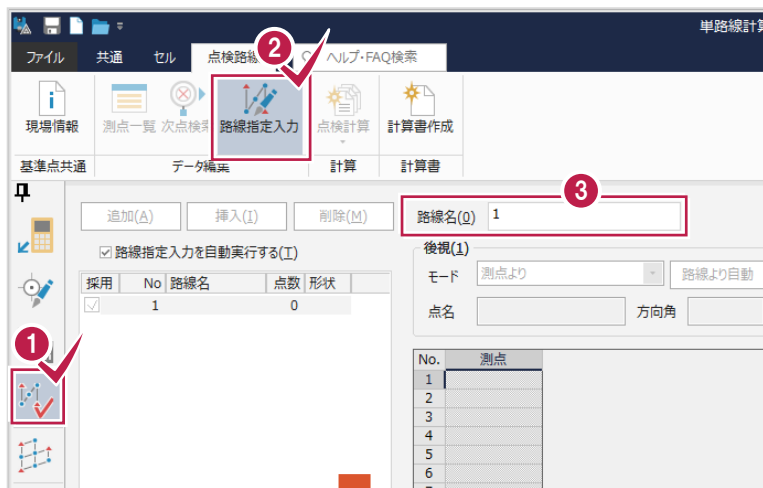 単路線計算
ファイル 共通 セル 点検路線 ヘルプ・FAQ検索
2
現場情報 測点一覧 次点検索 路線指定入力 点検計算 計算書作成
基準点共通 データ編集 計算 計算書
3
追加(A) 挿入(I) 削除(M) 路線名(0) 1
路線指定入力を自動実行する(T) 後視(1)
モード 測点より 路線より自動
採用 No 路線名 点数 形状
1 0
点名 方向角
1
No. 測点
1
2
3
4
5
6